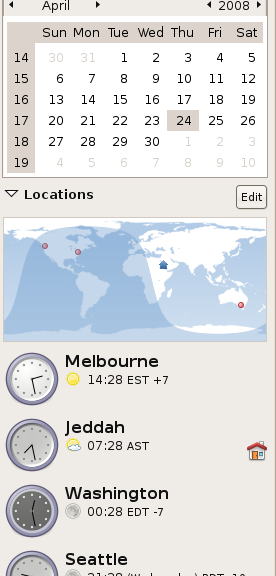 April 2008
Sun Mon Tue Wed Thu Fri Sat
14 30 31 1 2 3 4 5
15 6 7 8 9 10 11 12
16 13 14 15 16 17 18 19
17 20 21 22 23 24 25 26
18 27 28 29 30 1 2 3
19 4 5 6 7 8 9 10
Locations Edit
Melbourne
14:28 EST +7
Jeddah
07:28 AST
Washington
00:28 EDT -7
Seattle